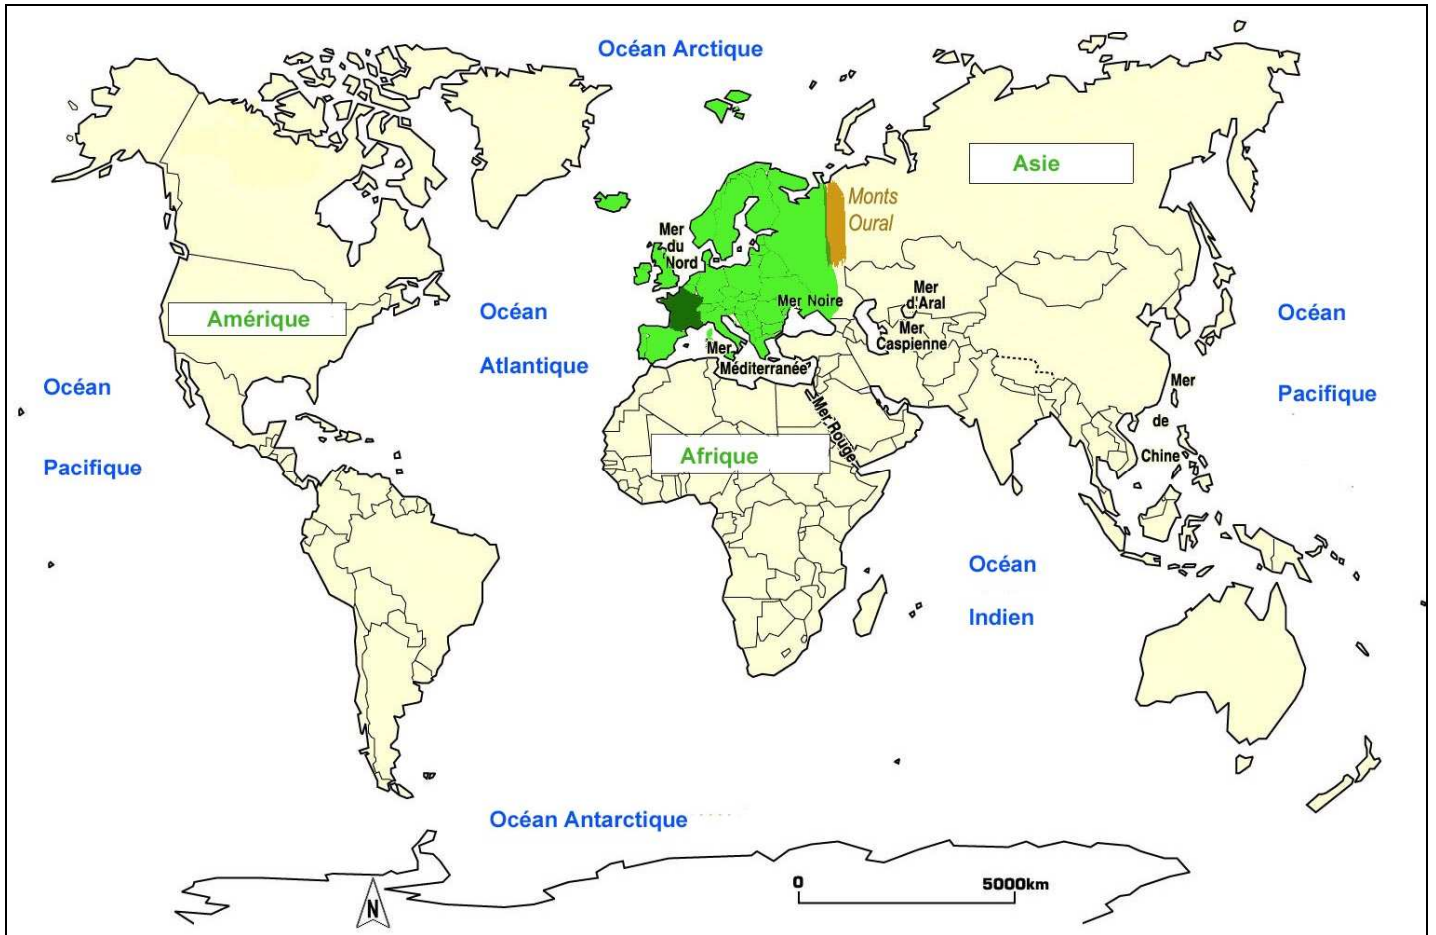 Océan Arctique
Asie
Monts
Oural
Mer
du
Nord
Mer Noire
Mer
d'Aral
Mer
Caspienne
Amérique
Océan
Atlantique
Océan
Pacifique
Mer
Méditerranée
Océan
Pacifique
Mer
de
Chine
Mer Rouge
Afrique
Océan
Indien
Océan Antarctique
0 5000km
N